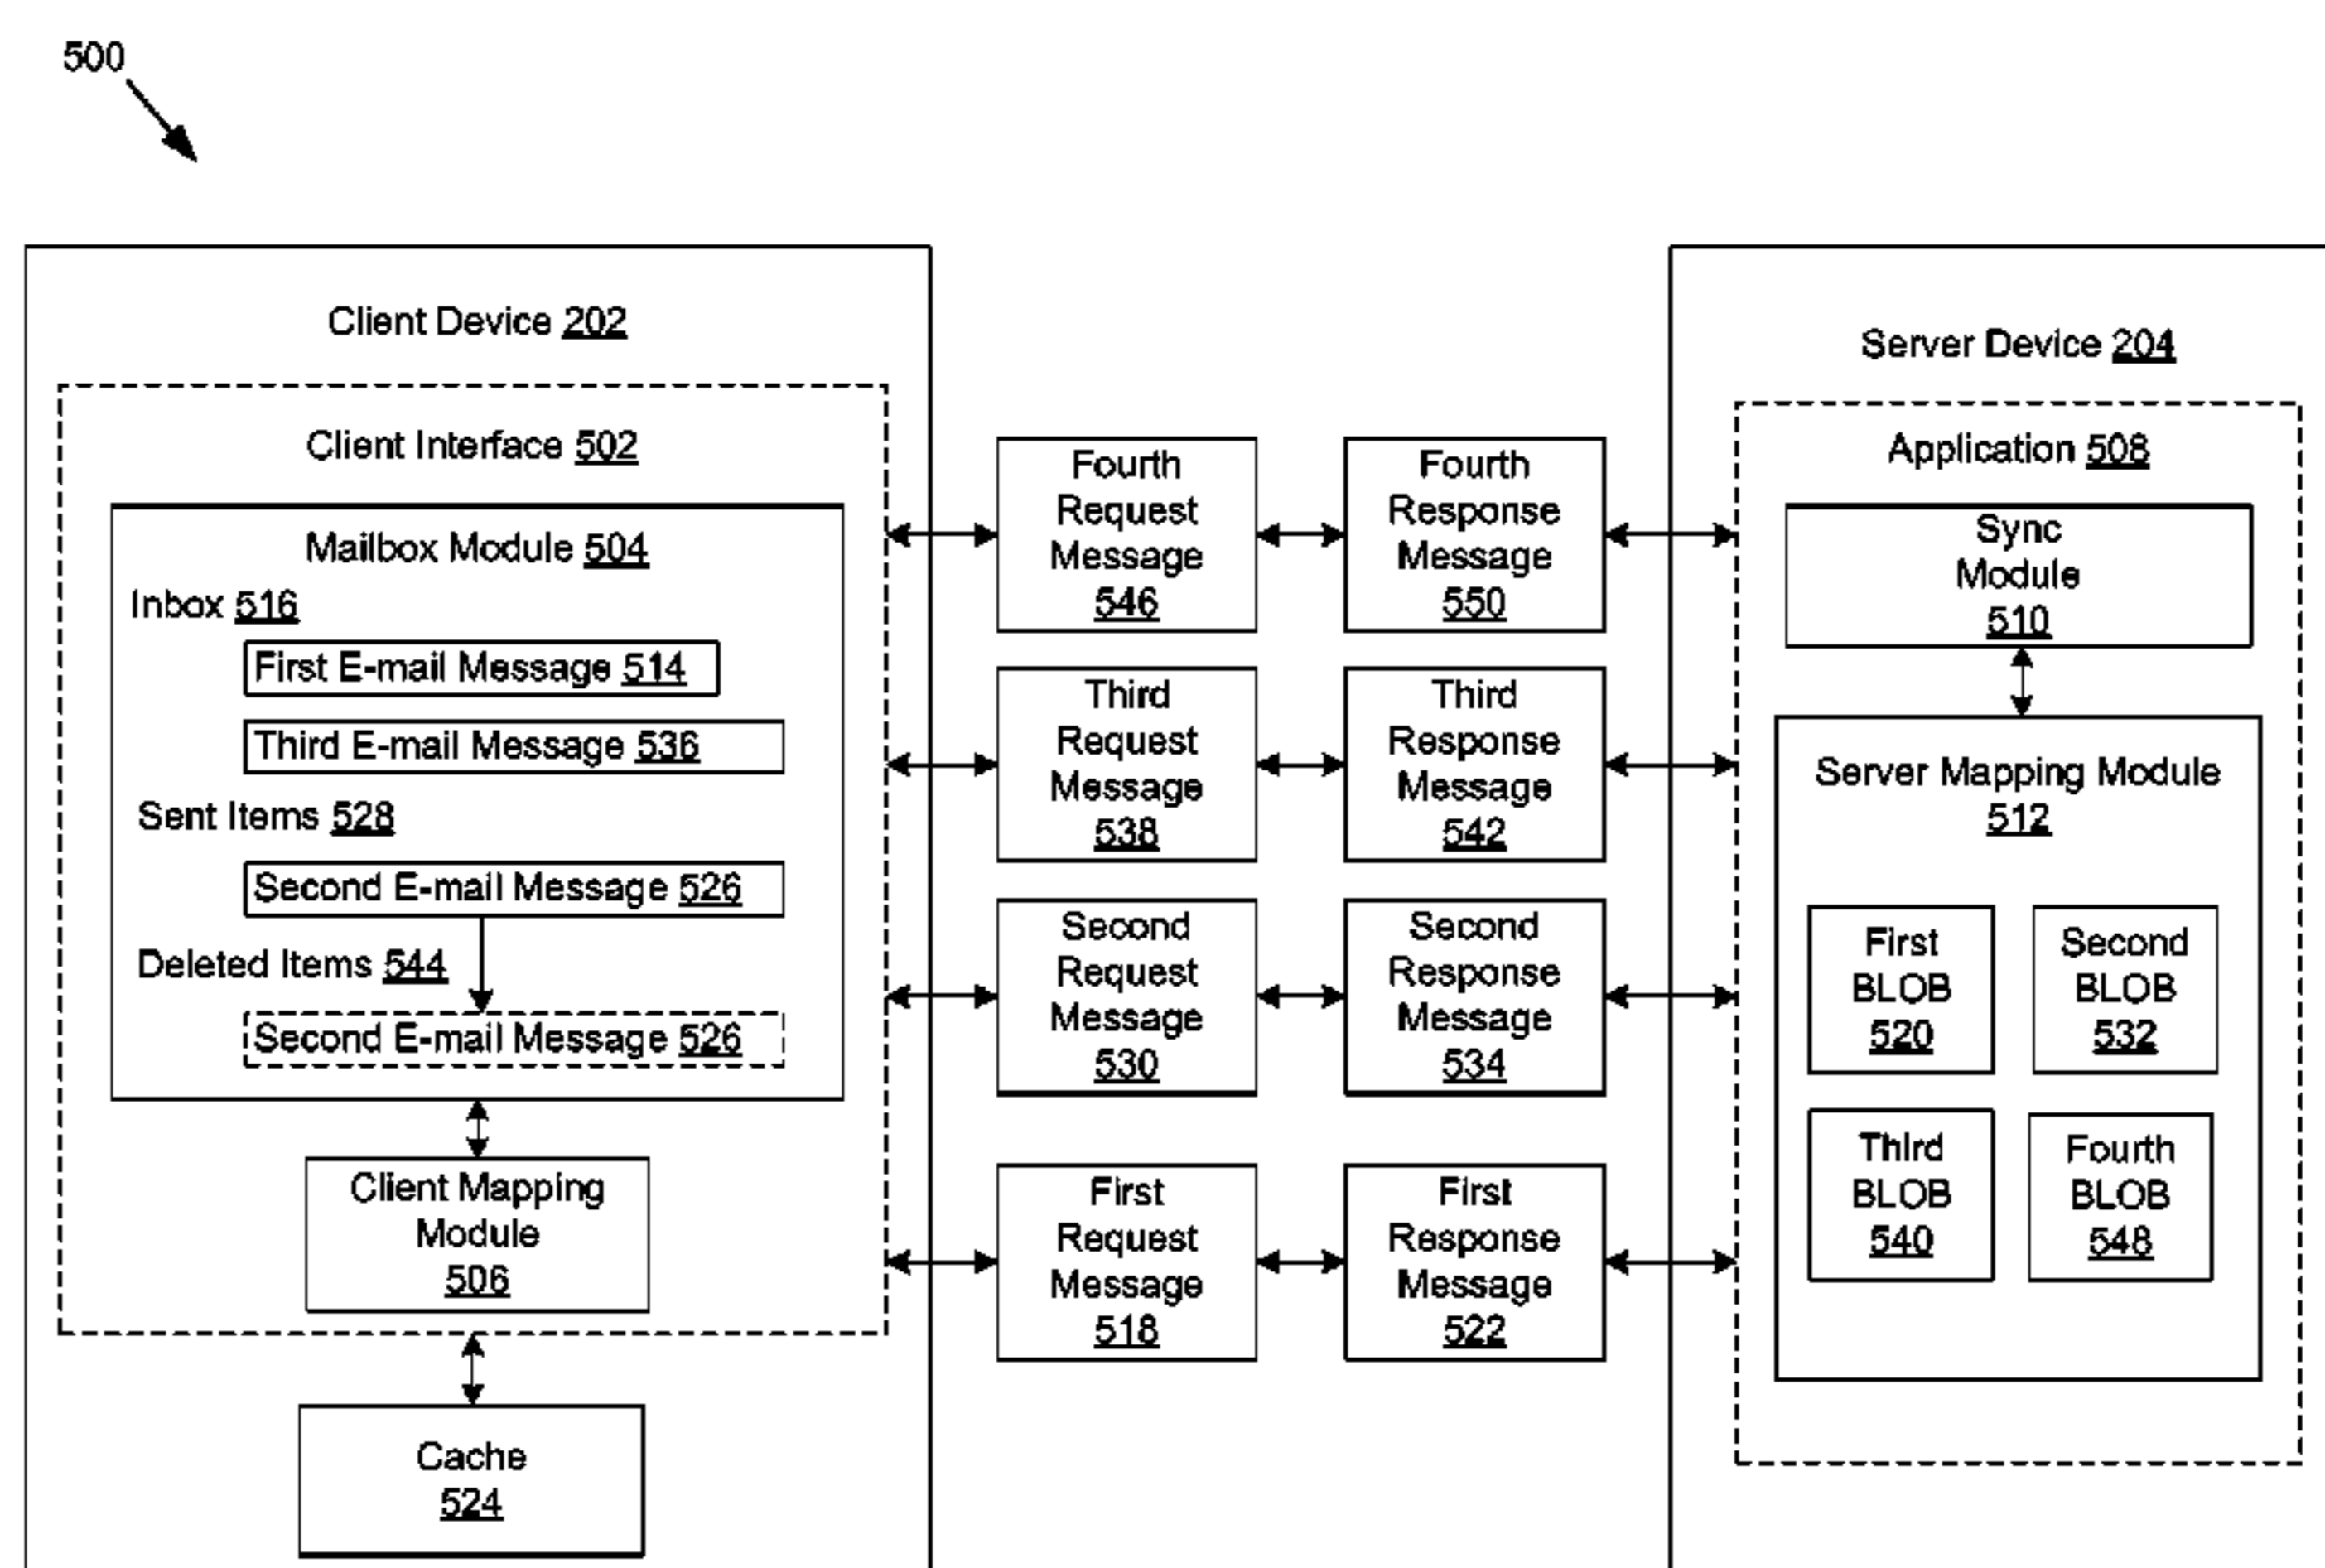 500
Client Device 202
Client Interface 502
Mailbox Module 504
Inbox 516
First E-mail Message 514
Third E-mail Message 536
Sent Items 528
Second E-mail Message 526
Deleted Items 544
Second E-mail Message 526
Client Mapping
Module
506
Cache
524
Fourth
Request
Message
546
Fourth
Response
Message
550
Third
Request
Message
538
Third
Response
Message
542
Second
Request
Message
530
Second
Response
Message
534
First
Request
Message
518
First
Response
Message
522
Server Device 204
Application 508
Sync
Module
510
Server Mapping Module
512
First
BLOB
520
Second
BLOB
532
Third
BLOB
540
Fourth
BLOB
548